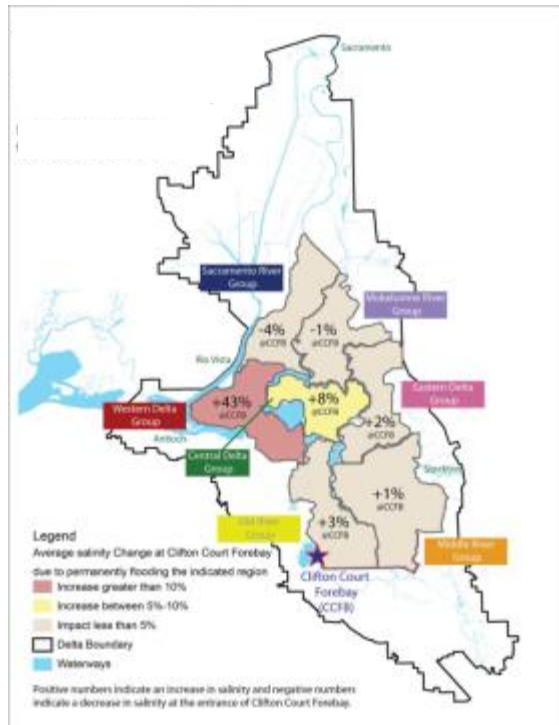 Sacramento
Sacramento River
Group
Mokelumne River
Group
-4%
@CCFB
-1%
@CCFB
Rio Vista
+43%
@CCFB
+8%
@CCFB
Eastern Delta
Group
Western Delta
Group
+2%
@CCFB
Antioch
Central Delta
Group
Stockton
+1%
@CCFB
Old River
Group
+3%
@CCFB
Middle River
Group
Clifton Court
Forebay
(CCFB)
Legend
Average salinity Change at Clifton Court Forebay
due to permanently flooding the indicated region
Increase greater than 10%
Increase between 5%-10%
Impact less than 5%
Delta Boundary
Waterways
Positive numbers indicate an increase in salinity and negative numbers
indicate a decrease in salinity at the entrance of Clifton Court Forebay.